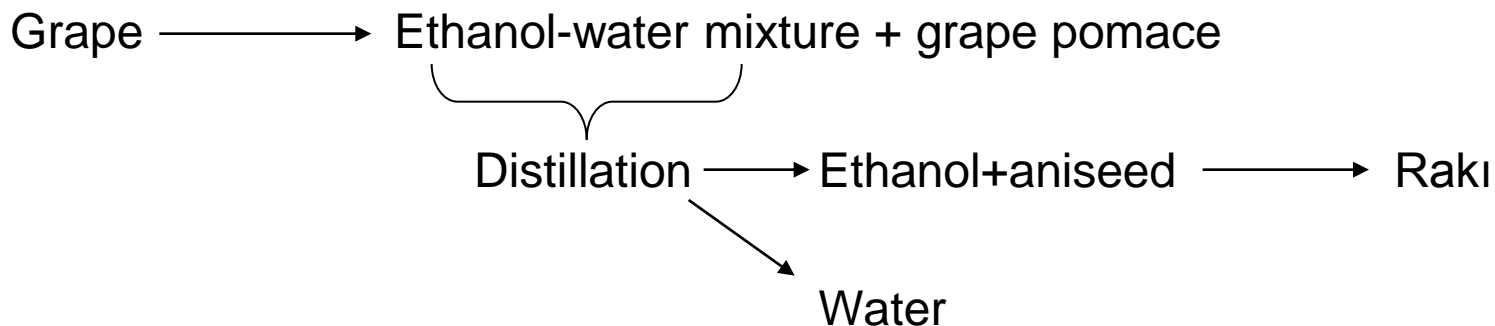 Grape Ethanol-water mixture + grape pomace
Distillation Ethanol+aniseed Rakı
Water